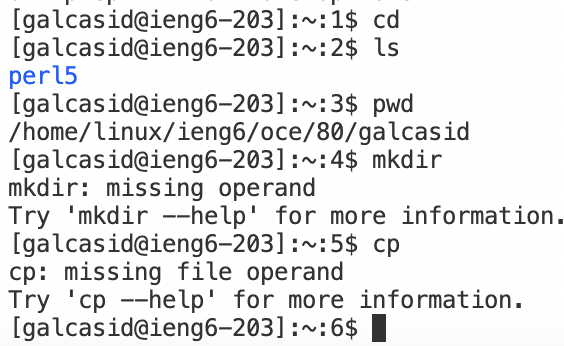 [galcasid@ieng6-203]:~:1$ cd
[galcasid@ieng6-203]:~:2$ ls
perl5
[galcasid@ieng6-203]:~:3$ pwd
/home/linux/ieng6/oce/80/galcasid
[galcasid@ieng6-203]:~:4$ mkdir
mkdir: missing operand
Try 'mkdir --help' for more information.
[galcasid@ieng6-203]:~:5$ cp
cp: missing file operand
Try 'cp --help' for more information.
[galcasid@ieng6-203]:~:6$